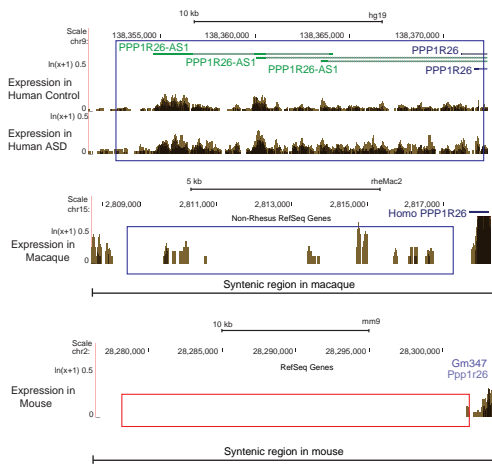 10 kb hg19
Scale
chr9: 138,355,000 138,360,000 138,365,000 138,370,000
PPP1R26-AS1 PPP1R26
PPP1R26-AS1
PPP1R26-AS1 PPP1R26
ln(x+1) 0.5
Expression in
Human Control
0
ln(x+1) 0.5
Expression in
Human ASD
0
5 kb rheMac2
Scale
chr15: 2,809,000 2,811,000 2,813,000 2,815,000 2,817,000
Non-Rhesus RefSeq Genes Homo PPP1R26
ln(x+1) 0.5
Expression in
Macaque
0
Syntenic region in macaque
10 kb mm9
Scale
chr2: 28,280,000 28,285,000 28,290,000 28,295,000 28,300,000
RefSeq Genes Gm347
ln(x+1) 0.5 Ppp1r26
Expression in
Mouse
0
Syntenic region in mouse